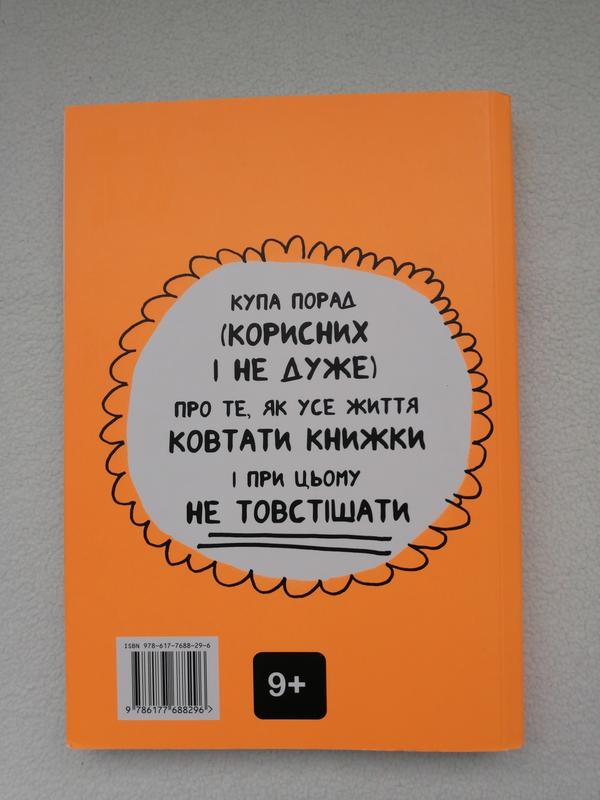 КУПА ПОРАД
(КОРИСНИХ
І НЕ ДУЖЕ)
ПРО ТЕ, ЯК УСЕ ЖИТТЯ
КОВТАТИ КНИЖКИ
І ПРИ ЦЬОМУ
НЕ ТОВСТІШАТИ
ISBN 978-617-7688-29-6
9 786177 688296 >
9+